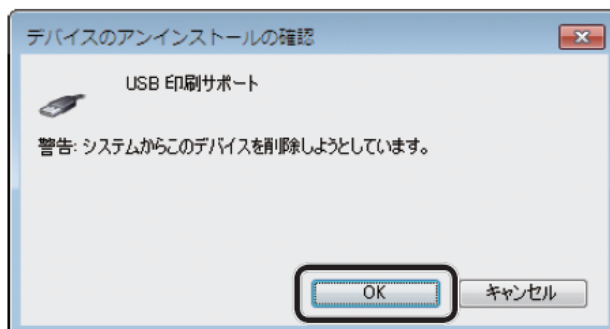 デバイスのアンインストールの確認
USB 印刷サポート
警告: システムからこのデバイスを削除しようとしています。
OK
キャンセル